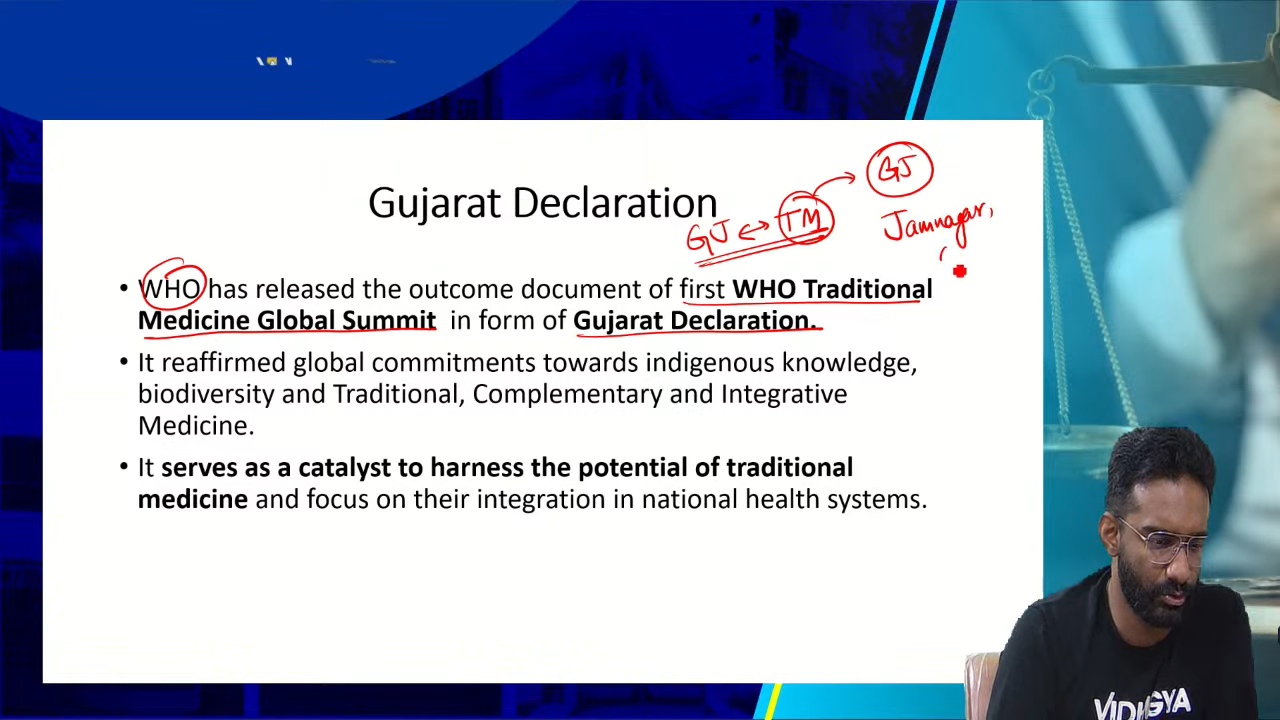 Gujarat Declaration
GJ ↔ TM → GJ
Jamnagar,
• WHO has released the outcome document of first WHO Traditional
Medicine Global Summit in form of Gujarat Declaration.
• It reaffirmed global commitments towards indigenous knowledge,
biodiversity and Traditional, Complementary and Integrative
Medicine.
• It serves as a catalyst to harness the potential of traditional
medicine and focus on their integration in national health systems.
VIDHIGYA